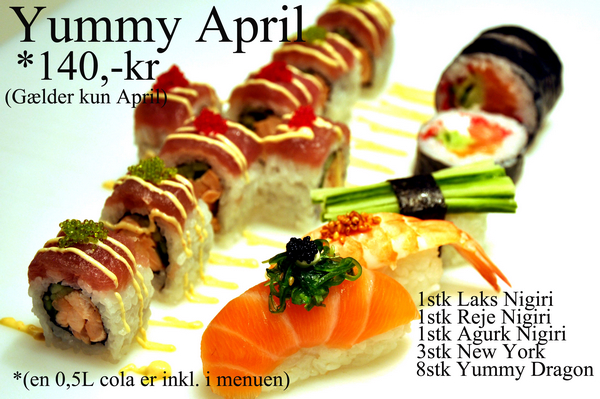 Yummy April
*140,-kr
(Gælder kun April)
1stk Laks Nigiri
1stk Reje Nigiri
1stk Agurk Nigiri
3stk New York
8stk Yummy Dragon
*(en 0,5L cola er inkl. i menuen)